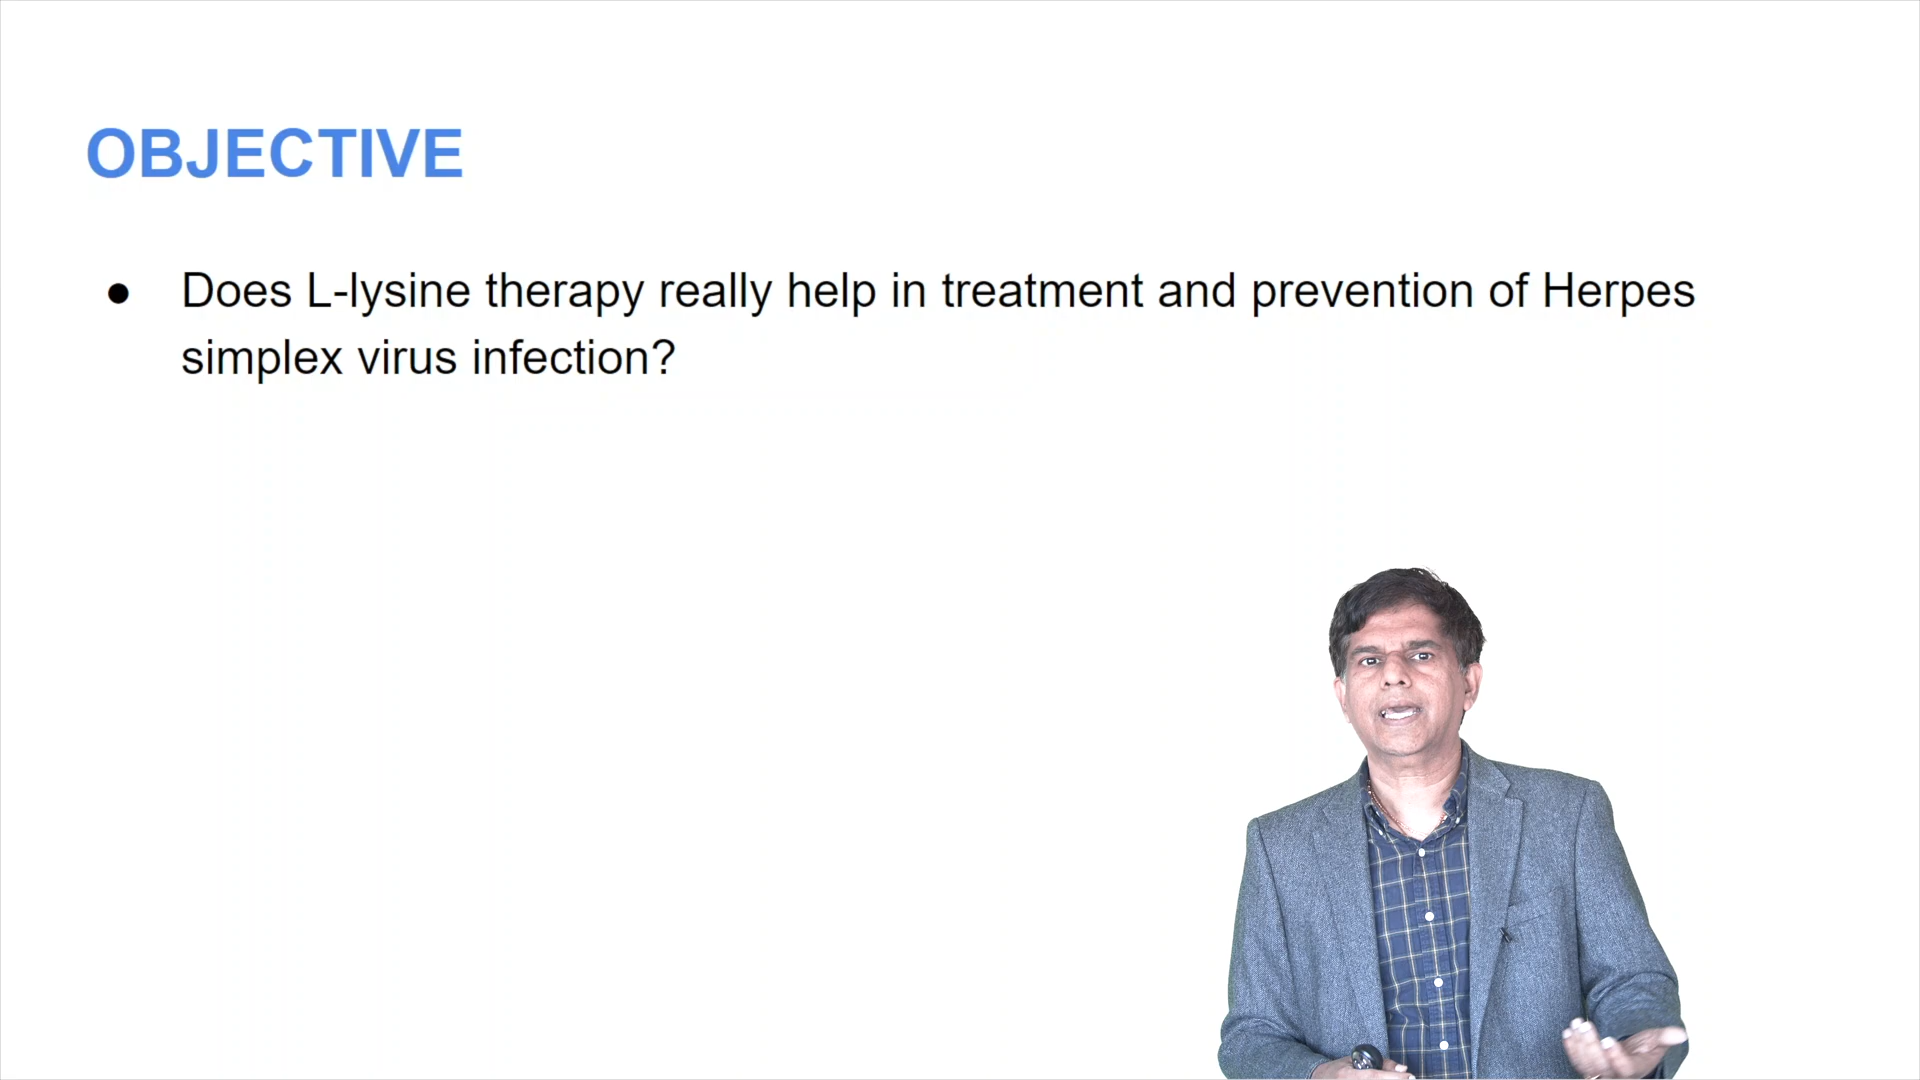 OBJECTIVE
● Does L-lysine therapy really help in treatment and prevention of Herpes
simplex virus infection?